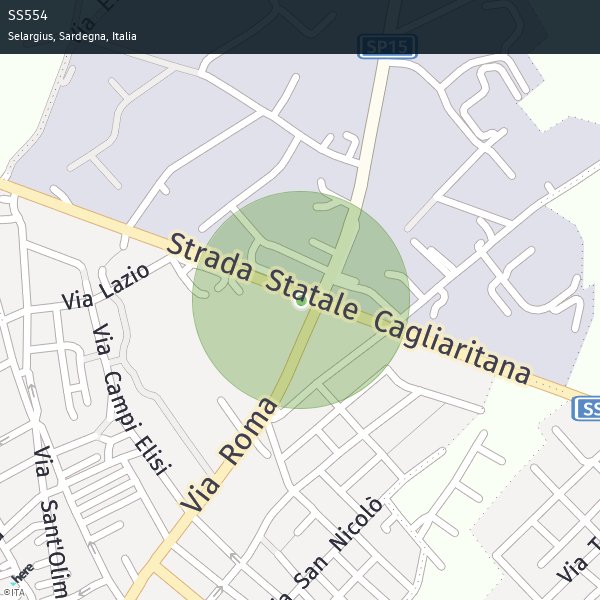 SS554
Selargius, Sardegna, Italia
SP15
Strada Statale Cagliaritana
Via Lazio
Via Campi Elisi
Via Roma
SS
Via Sant'Olim
Via San Nicolò
Via T
here
©ITA